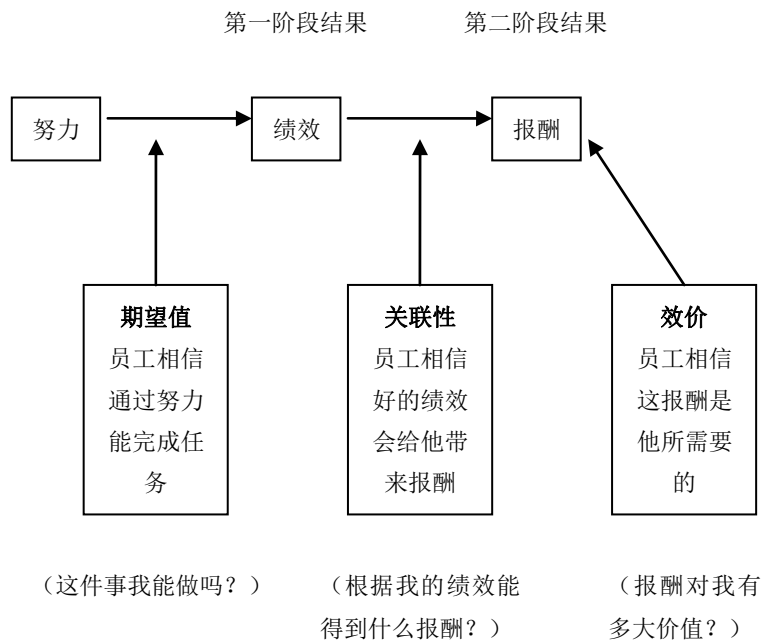 第一阶段结果
第二阶段结果
努力
绩效
报酬
期望值
员工相信
通过努力
能完成任
务
关联性
员工相信
好的绩效
会给他带
来报酬
效价
员工相信
这报酬是
他所需要
的
（这件事我能做吗？）
（根据我的绩效能
得到什么报酬？）
（报酬对我有
多大价值？）